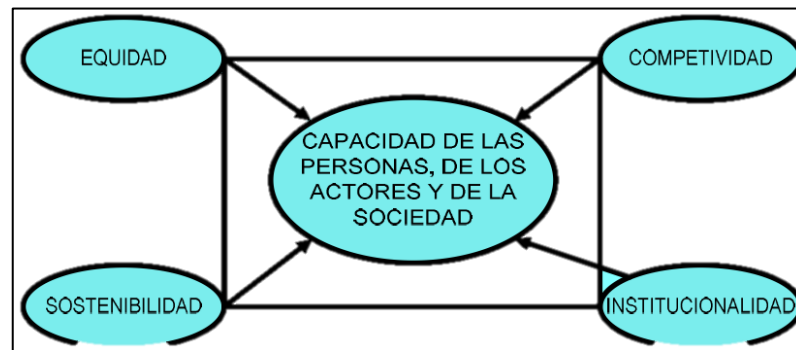 EQUIDAD
COMPETIVIDAD
CAPACIDAD DE LAS
PERSONAS, DE LOS
ACTORES Y DE LA
SOCIEDAD
SOSTENIBILIDAD
INSTITUCIONALIDAD